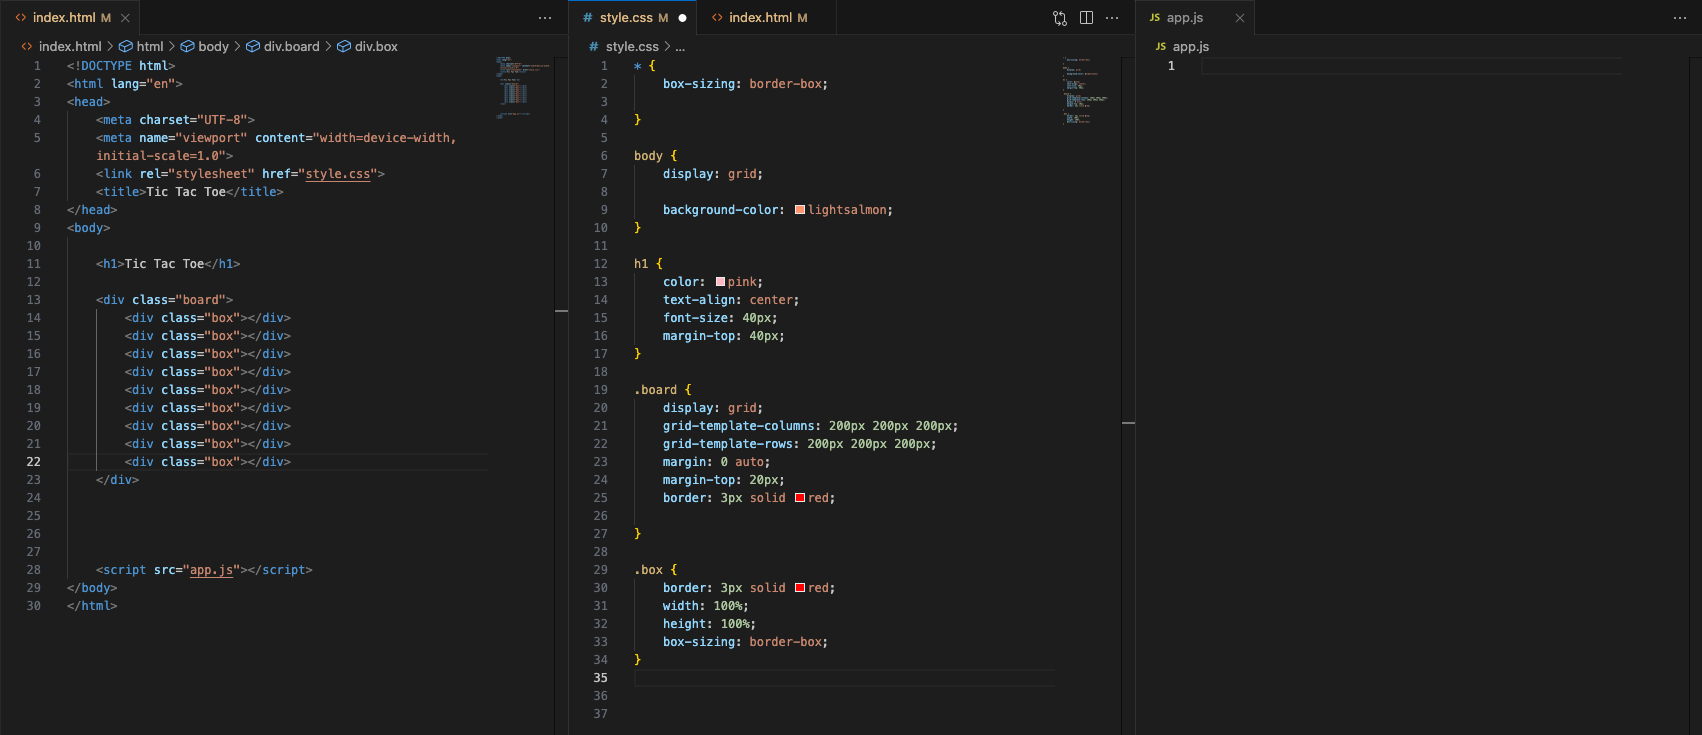 index.html M
index.html > html > body > div.board > div.box
1 <!DOCTYPE html>
2 <html lang="en">
3 <head>
4 <meta charset="UTF-8">
5 <meta name="viewport" content="width=device-width,
initial-scale=1.0">
6 <link rel="stylesheet" href="style.css">
7 <title>Tic Tac Toe</title>
8 </head>
9 <body>
10
11 <h1>Tic Tac Toe</h1>
12
13 <div class="board">
14 <div class="box"></div>
15 <div class="box"></div>
16 <div class="box"></div>
17 <div class="box"></div>
18 <div class="box"></div>
19 <div class="box"></div>
20 <div class="box"></div>
21 <div class="box"></div>
22 <div class="box"></div>
23 </div>
24
25
26
27
28 <script src="app.js"></script>
29 </body>
30 </html>
# style.css M
index.html M
# style.css > ...
1 * {
2 box-sizing: border-box;
3
4 }
5
6 body {
7 display: grid;
8
9 background-color: lightsalmon;
10 }
11
12 h1 {
13 color: pink;
14 text-align: center;
15 font-size: 40px;
16 margin-top: 40px;
17 }
18
19 .board {
20 display: grid;
21 grid-template-columns: 200px 200px 200px;
22 grid-template-rows: 200px 200px 200px;
23 margin: 0 auto;
24 margin-top: 20px;
25 border: 3px solid red;
26
27 }
28
29 .box {
30 border: 3px solid red;
31 width: 100%;
32 height: 100%;
33 box-sizing: border-box;
34 }
35
36
37
JS app.js
JS app.js
1